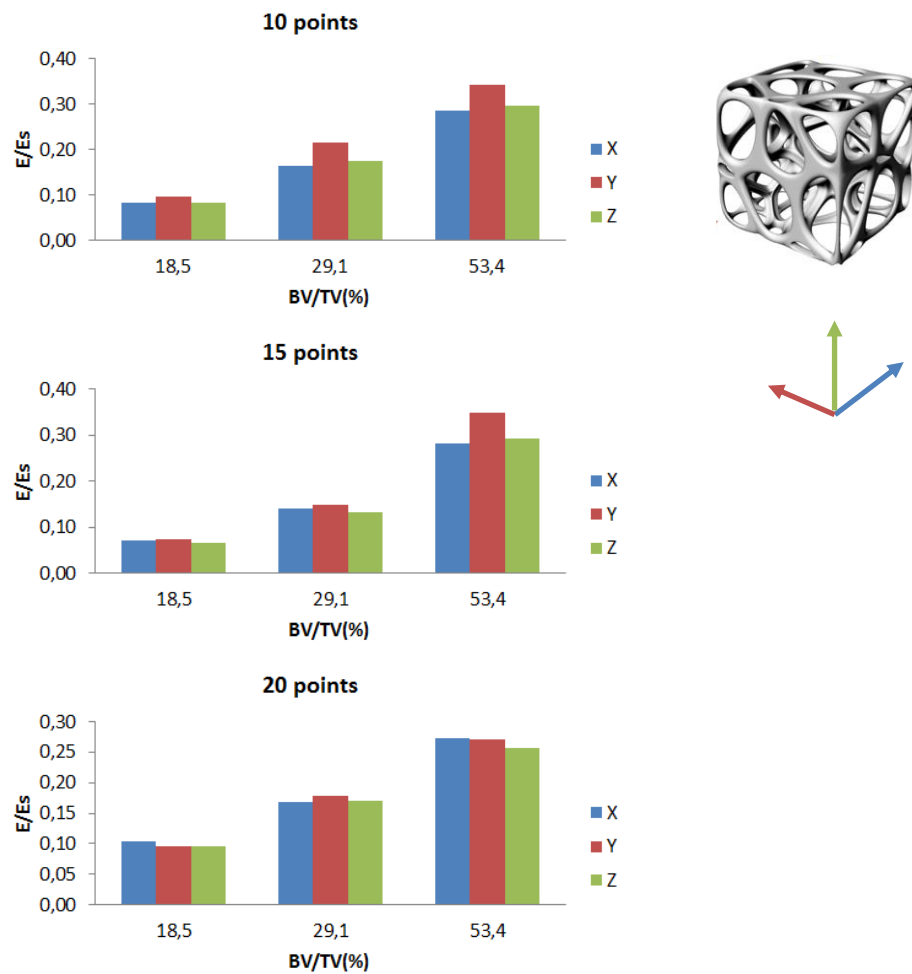 10 points
0,40
0,30
0,20
0,10
0,00
E/Es
18,5 29,1 53,4
BV/TV(%)
X
Y
Z
15 points
0,40
0,30
0,20
0,10
0,00
E/Es
18,5 29,1 53,4
BV/TV(%)
X
Y
Z
20 points
0,30
0,25
0,20
0,15
0,10
0,05
0,00
E/Es
18,5 29,1 53,4
BV/TV(%)
X
Y
Z